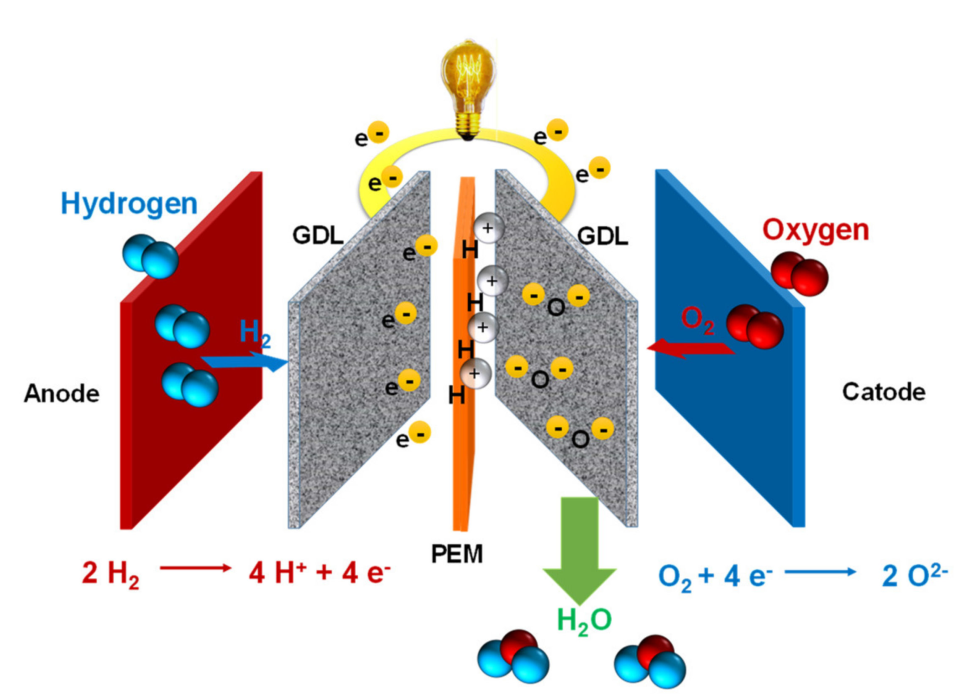 e-
e-
e-
e-
Hydrogen
GDL
GDL
Oxygen
e-
+
H
+
H
- O -
e-
+
H
H2
O2
e-
+
H
- O -
Anode
Catode
e-
- O -
PEM
2 H₂ → 4 H⁺ + 4 e⁻
O₂ + 4 e⁻ → 2 O²⁻
H₂O